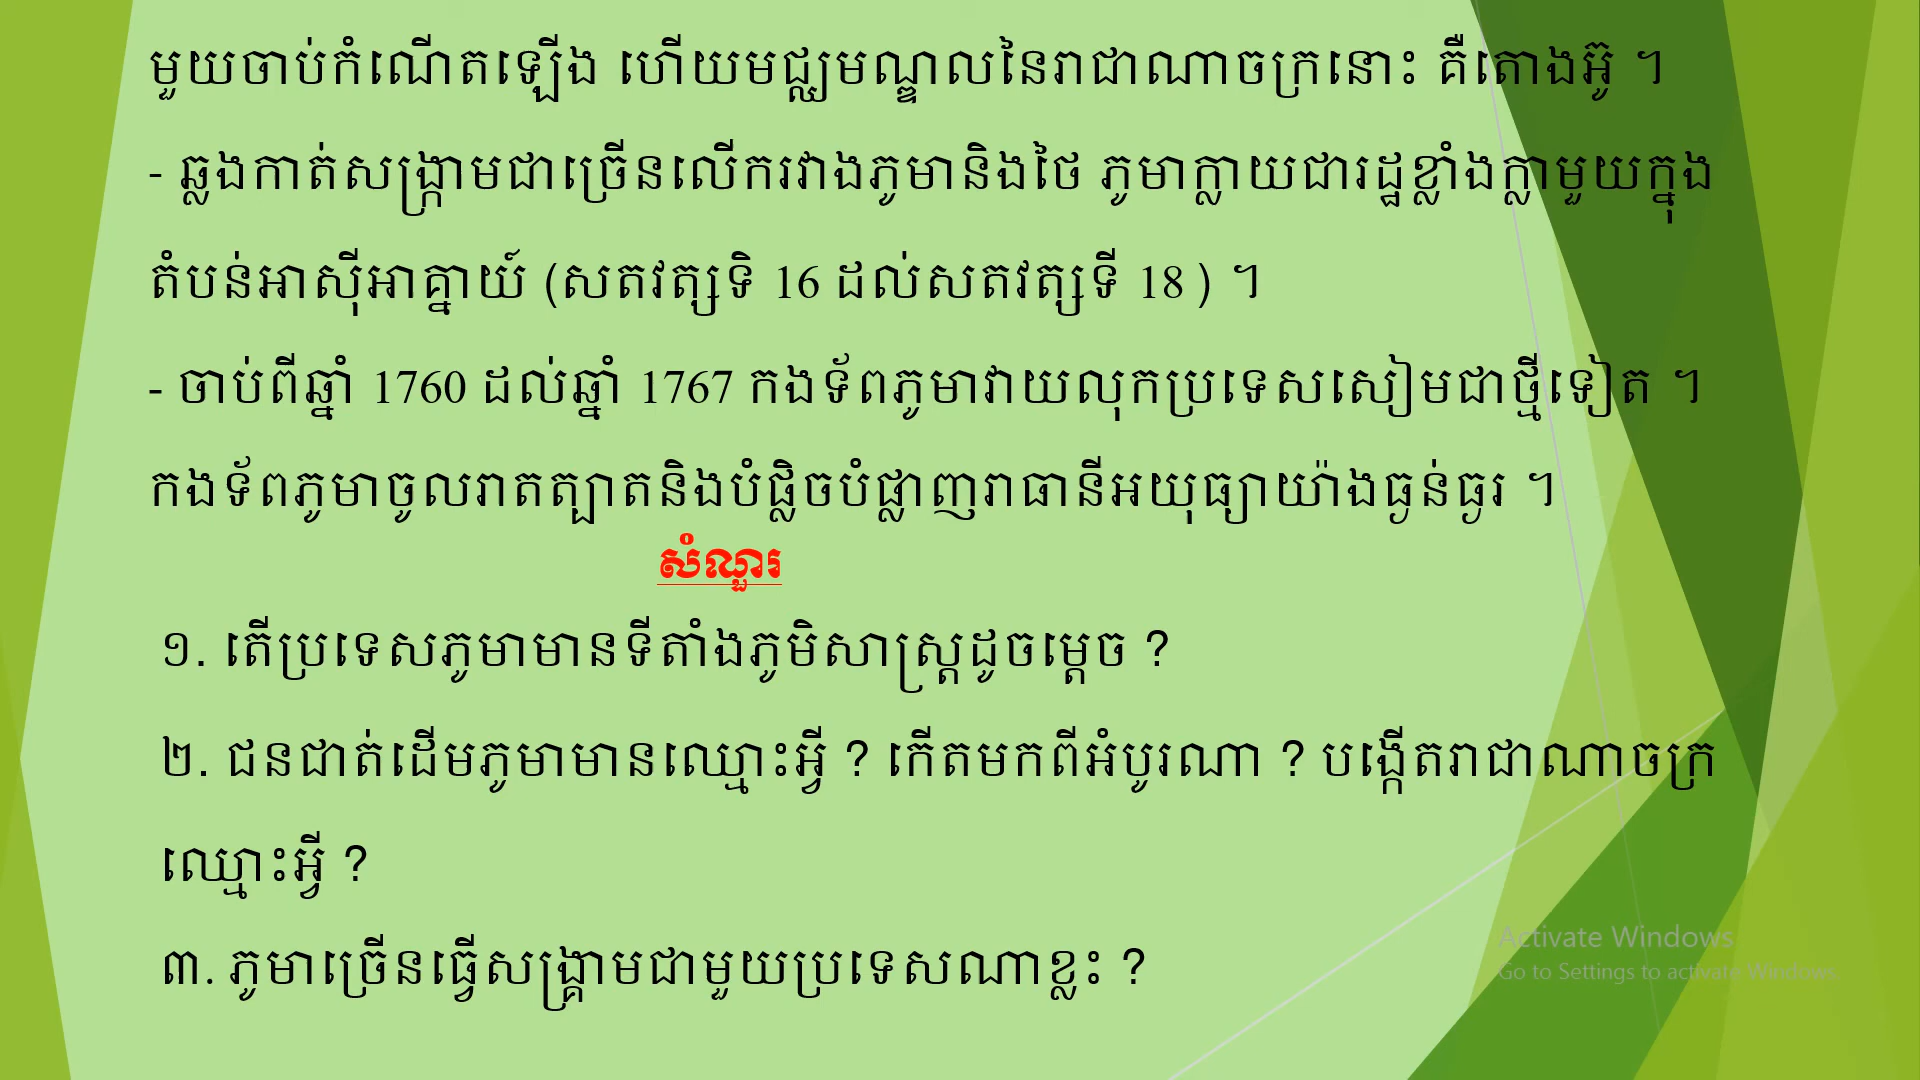 មួយចាប់កំណើតឡើង ហើយមជ្ឈមណ្ឌលនៃរាជាណាចក្រនោះ គឺតោងអ៊ូ ។
- ឆ្លងកាត់សង្គ្រាមជាច្រើនលើករវាងភូមានិងថៃ ភូមាក្លាយជារដ្ឋខ្លាំងក្លាមួយក្នុង
តំបន់អាស៊ីអាគ្នាយ៍ (សតវត្សទិ 16 ដល់សតវត្សទី 18 ) ។
- ចាប់ពីឆ្នាំ 1760 ដល់ឆ្នាំ 1767 កងទ័ពភូមាវាយលុកប្រទេសសៀមជាថ្មីទៀត ។
កងទ័ពភូមាចូលរាតត្បាតនិងបំផ្លិចបំផ្លាញរាធានីអយុធ្យាយ៉ាងធ្ងន់ធ្ងរ ។
សំណួរ
១. តើប្រទេសភូមាមានទីតាំងភូមិសាស្ត្រដូចម្ដេច ?
២. ជនជាត់ដើមភូមាមានឈ្មោះអ្វី ? កើតមកពីអំបូរណា ? បង្កើតរាជាណាចក្រ
ឈ្មោះអ្វី ?
៣. ភូមាច្រើនធ្វើសង្គ្រាមជាមួយប្រទេសណាខ្លះ ?
Activate Windows
Go to Settings to activate Windows.